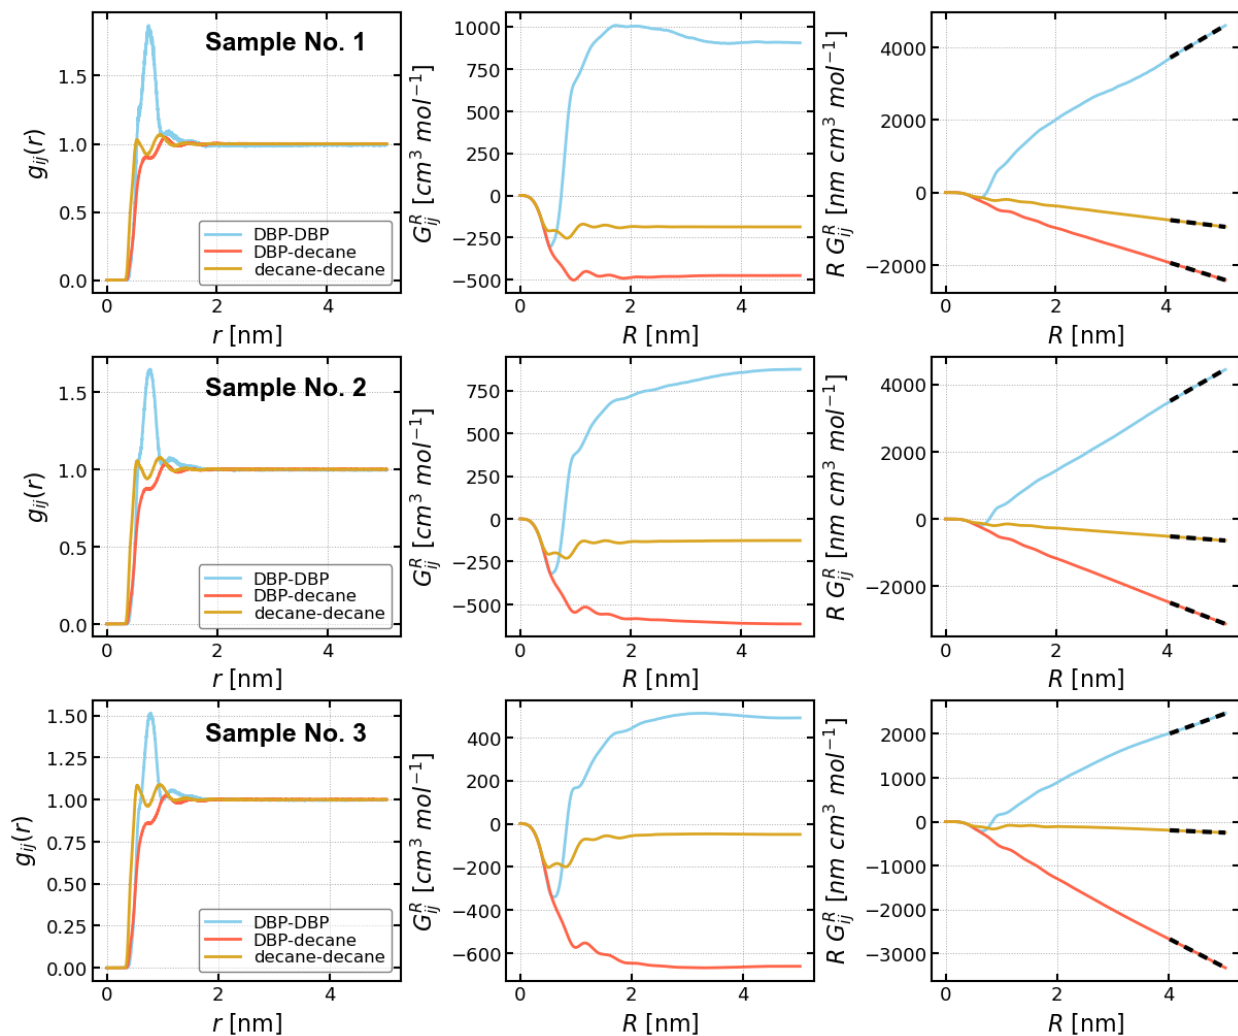 Sample No. 1
g_ij(r)
1.5
1.0
0.5
0.0
DBP-DBP
DBP-decane
decane-decane
0 2 4
r [nm]
G_ij^R [cm^3 mol^-1]
1000
750
500
250
0
−250
−500
0 2 4
R [nm]
R G_ij^R [nm cm^3 mol^-1]
4000
2000
0
−2000
0 2 4
R [nm]
Sample No. 2
g_ij(r)
1.5
1.0
0.5
0.0
DBP-DBP
DBP-decane
decane-decane
0 2 4
r [nm]
G_ij^R [cm^3 mol^-1]
750
500
250
0
−250
−500
0 2 4
R [nm]
R G_ij^R [nm cm^3 mol^-1]
4000
2000
0
−2000
0 2 4
R [nm]
Sample No. 3
g_ij(r)
1.50
1.25
1.00
0.75
0.50
0.25
0.00
DBP-DBP
DBP-decane
decane-decane
0 2 4
r [nm]
G_ij^R [cm^3 mol^-1]
400
200
0
−200
−400
−600
0 2 4
R [nm]
R G_ij^R [nm cm^3 mol^-1]
2000
1000
0
−1000
−2000
−3000
0 2 4
R [nm]